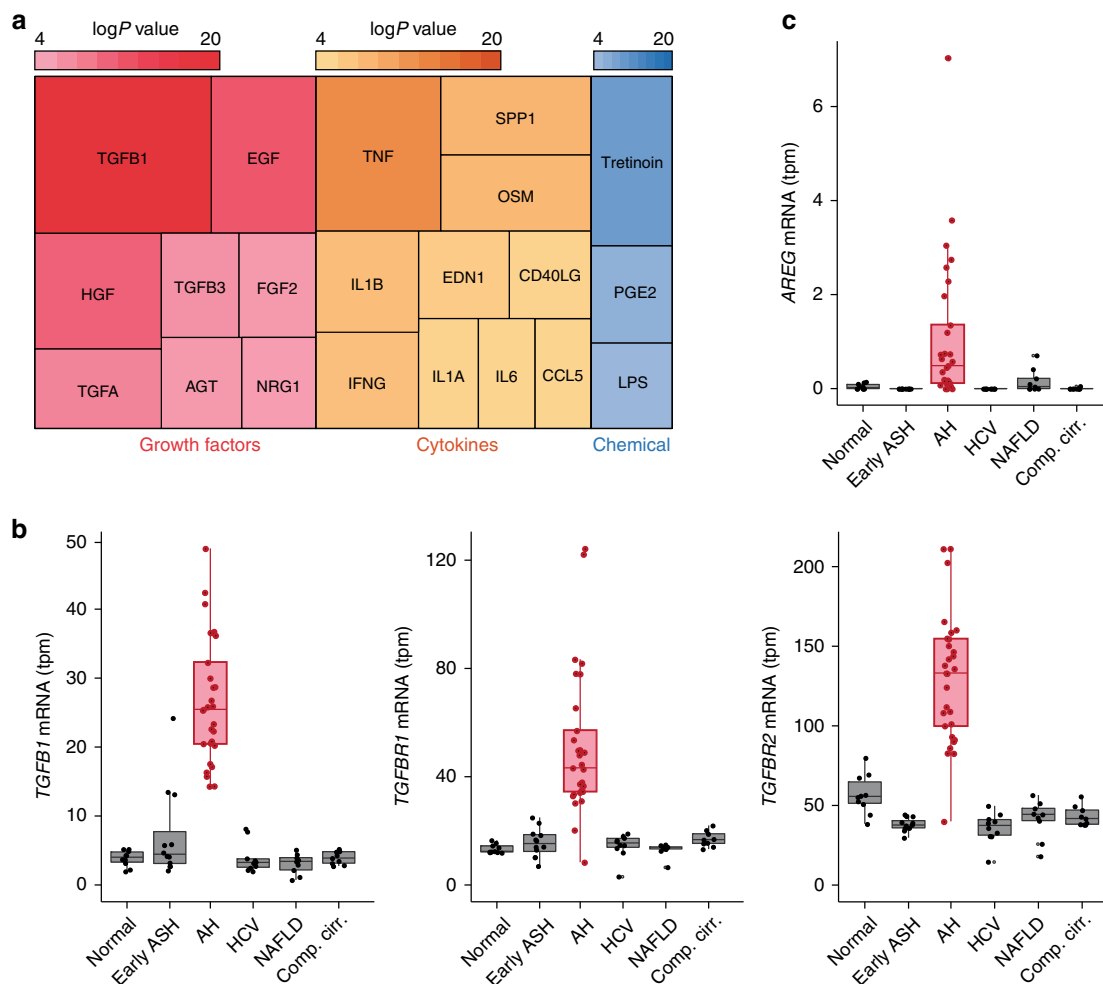 a
logP value
4 20
logP value
4 20
4 20
TGFB1
EGF
HGF
TGFB3
FGF2
TGFA
AGT
NRG1
TNF
SPP1
OSM
IL1B
EDN1
CD40LG
IFNG
IL1A
IL6
CCL5
Tretinoin
PGE2
LPS
Growth factors
Cytokines
Chemical
c
AREG mRNA (tpm)
6
4
2
0
Normal
Early ASH
AH
HCV
NAFLD
Comp. cirr.
b
TGFB1 mRNA (tpm)
50
40
30
20
10
0
Normal
Early ASH
AH
HCV
NAFLD
Comp. cirr.
TGFBR1 mRNA (tpm)
120
80
40
0
Normal
Early ASH
AH
HCV
NAFLD
Comp. cirr.
TGFBR2 mRNA (tpm)
200
150
100
50
0
Normal
Early ASH
AH
HCV
NAFLD
Comp. cirr.